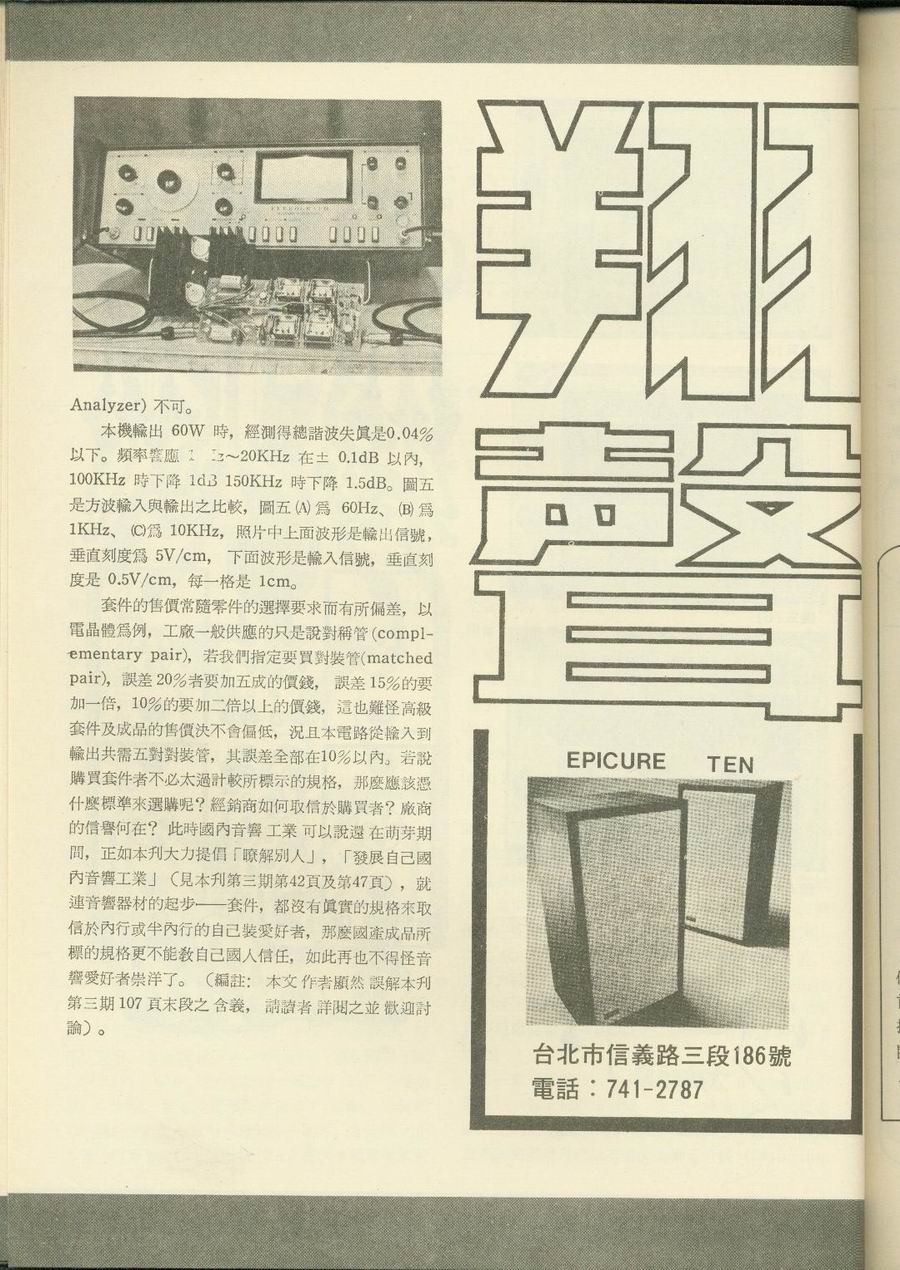 Analyzer) 不可。
本機輸出 60W 時，經測得總諧波失眞是0.04%
以下。頻率響應 1 Hz～20KHz 在± 0.1dB 以內，
100KHz 時下降 1dB 150KHz 時下降 1.5dB。圖五
是方波輸入與輸出之比較，圖五(A)爲 60Hz、(B)爲
1KHz、(C)爲 10KHz，照片中上面波形是輸出信號，
垂直刻度爲 5V/cm，下面波形是輸入信號，垂直刻
度是 0.5V/cm，每一格是 1cm。
套件的售價常隨零件的選擇要求而有所偏差，以
電晶體爲例，工廠一般供應的只是說對稱管(compl-
ementary pair)，若我們指定要買對裝管(matched
pair)，誤差20%者要加五成的價錢，誤差15%的要
加一倍，10%的要加二倍以上的價錢，這也難怪高級
套件及成品的售價決不會偏低，況且本電路從輸入到
輸出共需五對對裝管，其誤差全部在10%以內。若說
購買套件者不必太過計較所標示的規格，那麼應該憑
什麼標準來選購呢？經銷商如何取信於購買者？廠商
的信譽何在？此時國內音響工業可以說還在萌芽期
間，正如本刋大力提倡「瞭解別人」，「發展自己國
內音響工業」（見本刋第三期第42頁及第47頁），就
連音響器材的起步——套件，都沒有眞實的規格來取
信於內行或半內行的自己裝愛好者，那麼國產成品所
標的規格更不能敎自己國人信任，如此再也不得怪音
響愛好者崇洋了。（編註：本文作者顯然誤解本刋
第三期107頁末段之含義，請讀者詳閱之並歡迎討
論）。
翔
聲
EPICURE TEN
台北市信義路三段186號
電話：741-2787